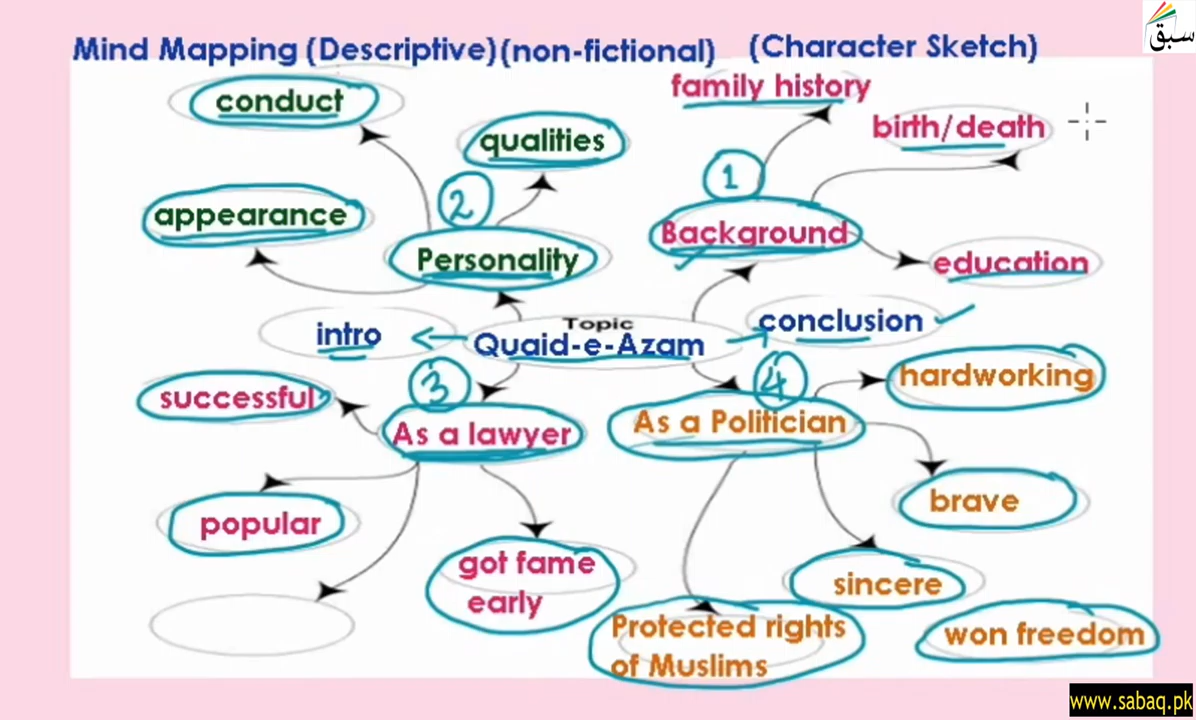 Mind Mapping (Descriptive)(non-fictional) (Character Sketch)
سبق
conduct
qualities
appearance
2
Personality
family history
birth/death
1
Background
education
intro
Topic
Quaid-e-Azam
conclusion
3
As a lawyer
successful
popular
got fame
early
4
As a Politician
hardworking
brave
sincere
Protected rights
of Muslims
won freedom
www.sabaq.pk